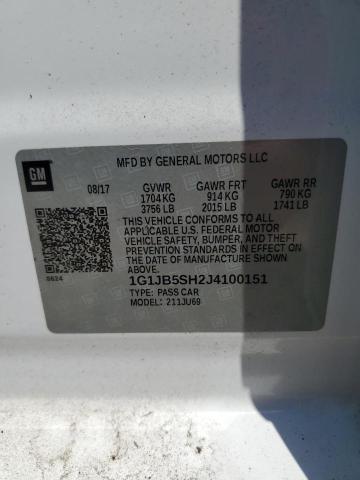 GM
MFD BY GENERAL MOTORS LLC
08/17 GVWR GAWR FRT GAWR RR
1704 KG 914 KG 790 KG
3756 LB 2015 LB 1741 LB
THIS VEHICLE CONFORMS TO ALL
APPLICABLE U.S. FEDERAL MOTOR
VEHICLE SAFETY, BUMPER, AND THEFT
PREVENTION STANDARDS IN EFFECT
ON THE DATE OF MANUFACTURE
SHOWN ABOVE.
1G1JB5SH2J4100151
S624
TYPE: PASS CAR
MODEL: 211JU69